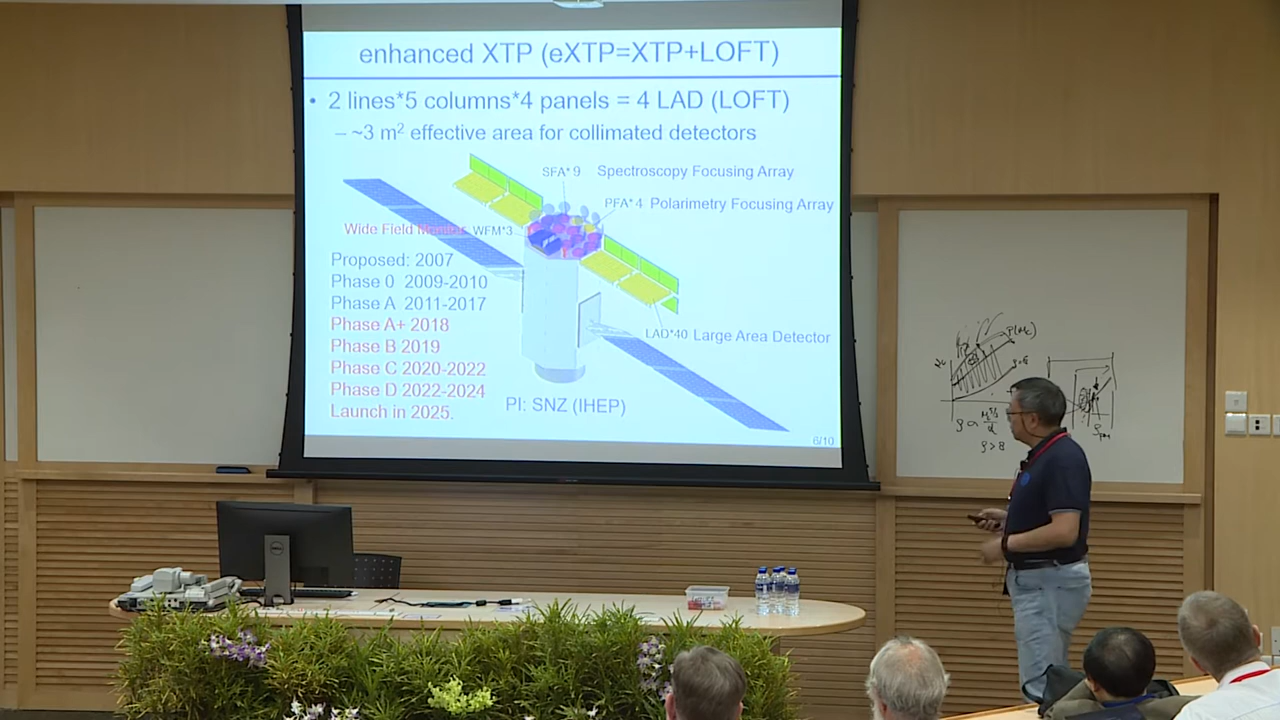 enhanced XTP (eXTP=XTP+LOFT)
• 2 lines*5 columns*4 panels = 4 LAD (LOFT)
– ~3 m² effective area for collimated detectors
SFA*9 Spectroscopy Focusing Array
PFA*4 Polarimetry Focusing Array
Wide Field Monitor WFM*3
Proposed: 2007
Phase 0 2009-2010
Phase A 2011-2017
Phase A+ 2018
Phase B 2019
Phase C 2020-2022
Phase D 2022-2024
Launch in 2025.
LAD*40 Large Area Detector
PI: SNZ (IHEP)
6/10
DELL